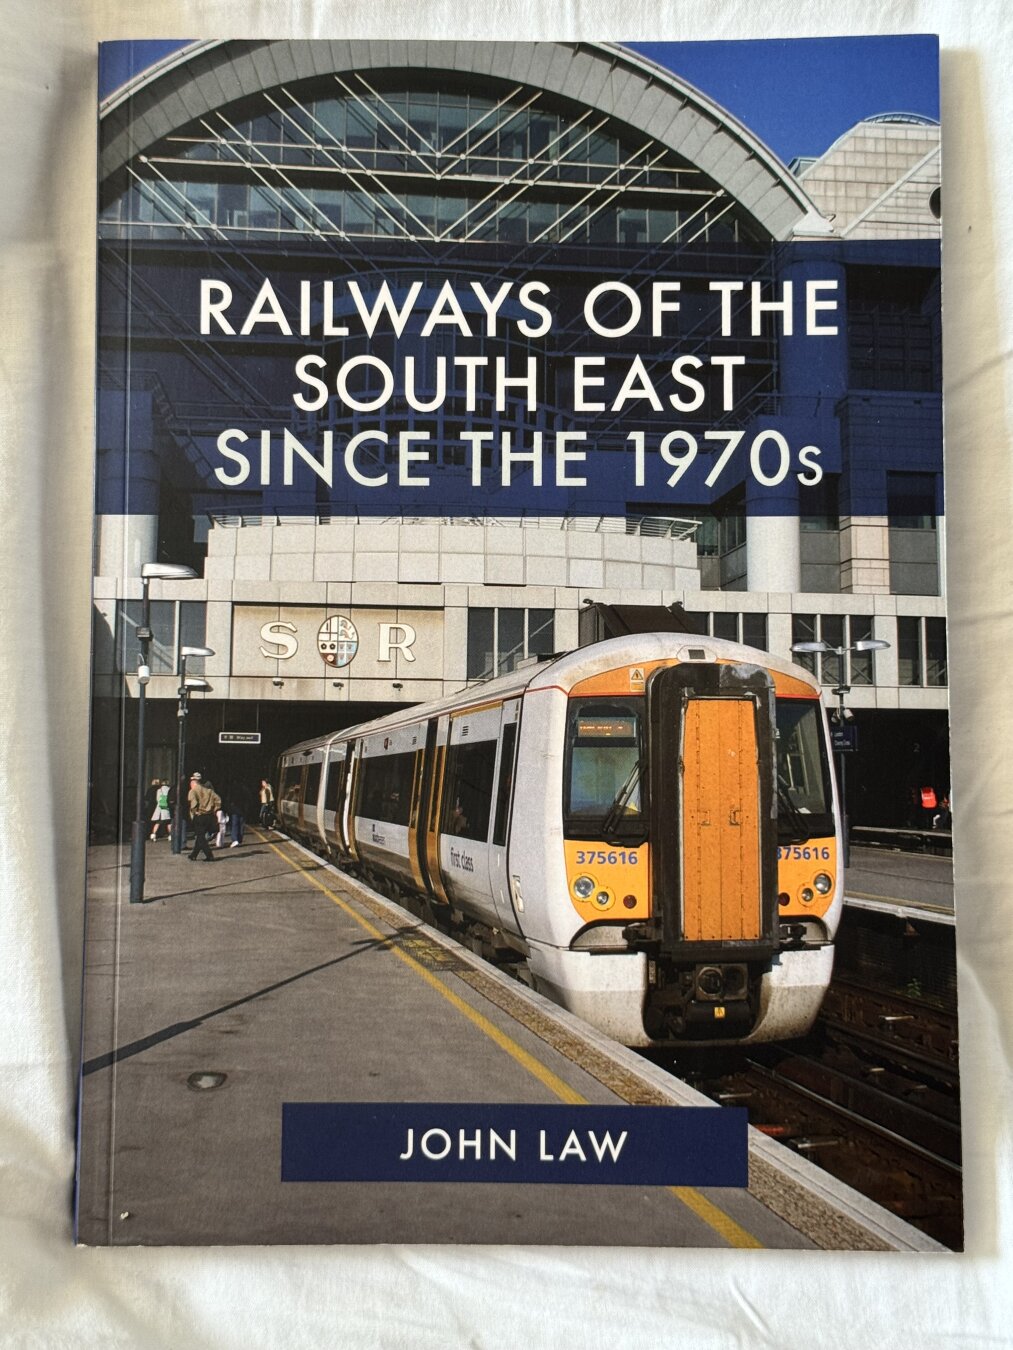 RAILWAYS OF THE
SOUTH EAST
SINCE THE 1970s
S R
first class
375616
375616
JOHN LAW